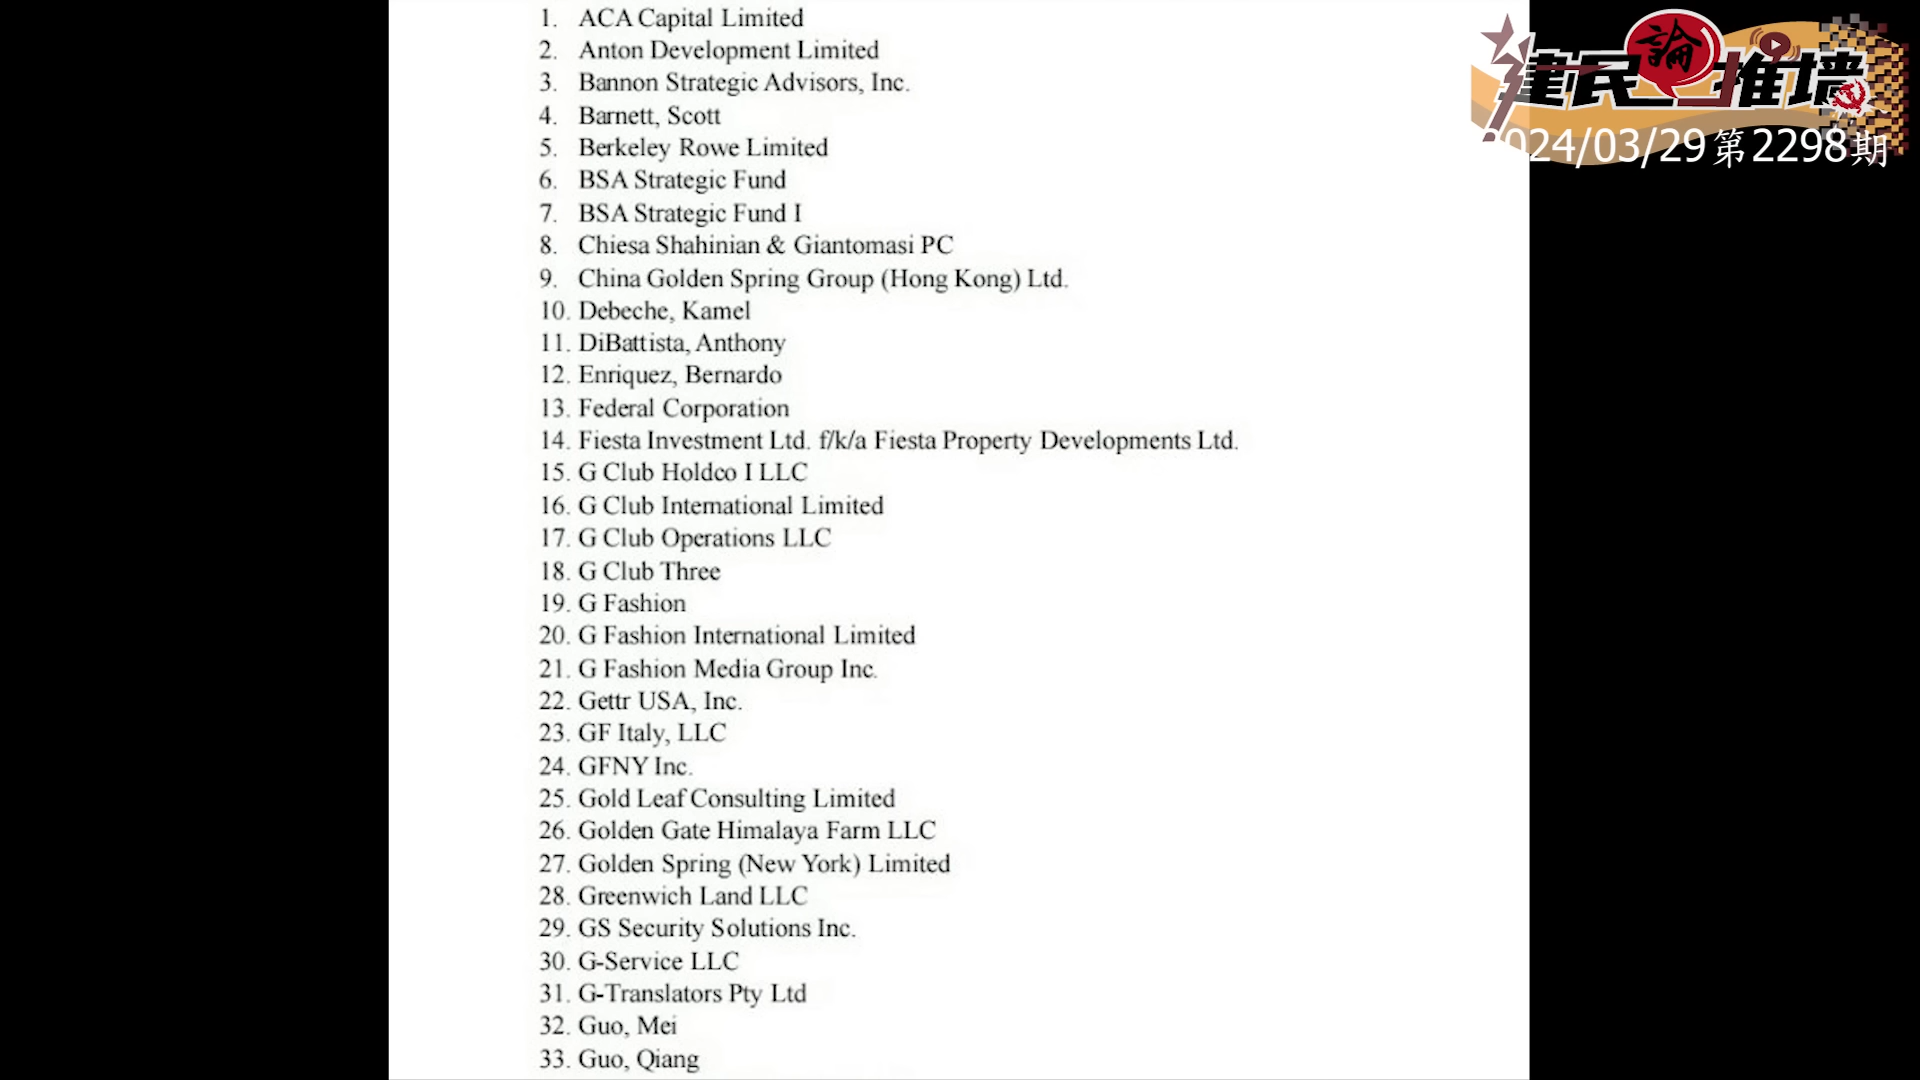 1. ACA Capital Limited
2. Anton Development Limited
3. Bannon Strategic Advisors, Inc.
4. Barnett, Scott
5. Berkeley Rowe Limited
6. BSA Strategic Fund
7. BSA Strategic Fund I
8. Chiesa Shahinian & Giantomasi PC
9. China Golden Spring Group (Hong Kong) Ltd.
10. Debeche, Kamel
11. DiBattista, Anthony
12. Enriquez, Bernardo
13. Federal Corporation
14. Fiesta Investment Ltd. f/k/a Fiesta Property Developments Ltd.
15. G Club Holdco I LLC
16. G Club International Limited
17. G Club Operations LLC
18. G Club Three
19. G Fashion
20. G Fashion International Limited
21. G Fashion Media Group Inc.
22. Gettr USA, Inc.
23. GF Italy, LLC
24. GFNY Inc.
25. Gold Leaf Consulting Limited
26. Golden Gate Himalaya Farm LLC
27. Golden Spring (New York) Limited
28. Greenwich Land LLC
29. GS Security Solutions Inc.
30. G-Service LLC
31. G-Translators Pty Ltd
32. Guo, Mei
33. Guo, Qiang
建民論推墙
2024/03/29第2298期